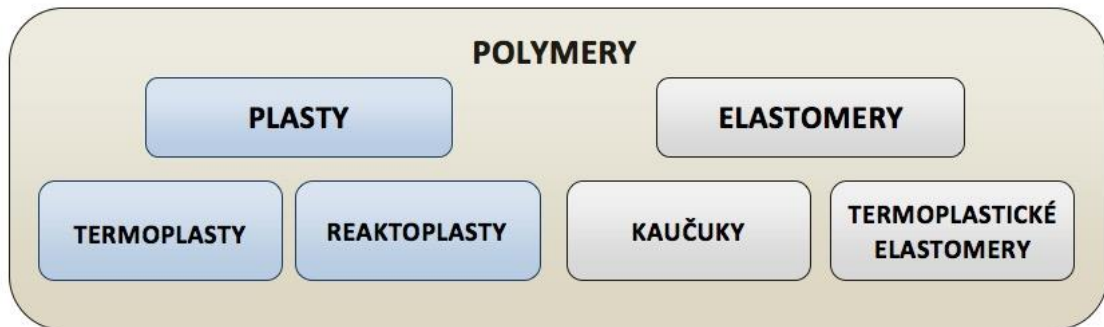 POLYMERY
PLASTY
ELASTOMERY
TERMOPLASTY
REAKTOPLASTY
KAUČUKY
TERMOPLASTICKÉ
ELASTOMERY